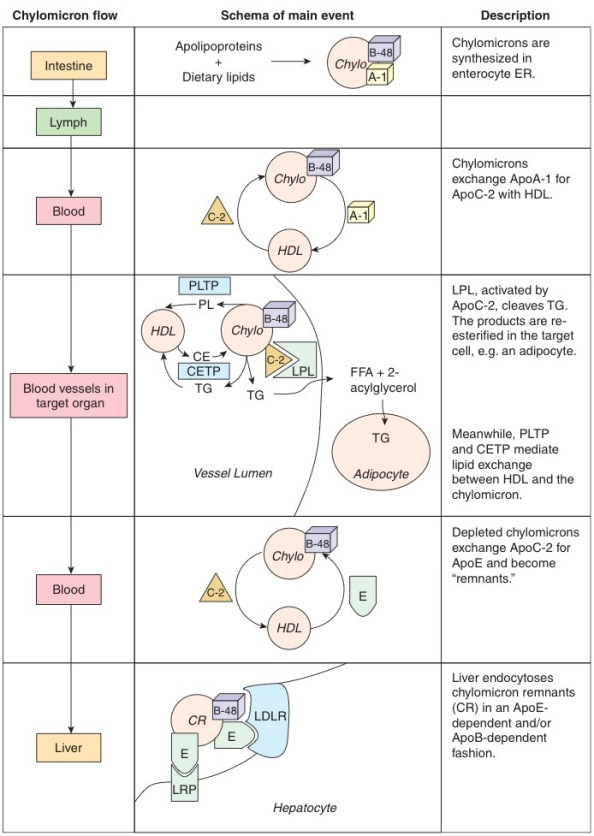 Chylomicron flow
Schema of main event
Description
Intestine
Apolipoproteins
+
Dietary lipids
Chylo
B-48
A-1
Chylomicrons are
synthesized in
enterocyte ER.
Lymph
Blood
Chylo
B-48
C-2
A-1
HDL
Chylomicrons
exchange ApoA-1 for
ApoC-2 with HDL.
Blood vessels in
target organ
PLTP
PL
HDL
Chylo
B-48
CE
CETP
TG
TG
C-2
LPL
FFA + 2-
acylglycerol
TG
Adipocyte
Vessel Lumen
LPL, activated by
ApoC-2, cleaves TG.
The products are re-
esterified in the target
cell, e.g. an adipocyte.
Meanwhile, PLTP
and CETP mediate
lipid exchange
between HDL and the
chylomicron.
Blood
Chylo
B-48
C-2
E
HDL
Depleted chylomicrons
exchange ApoC-2 for
ApoE and become
“remnants.”
Liver
CR
B-48
E
LDLR
E
LRP
Hepatocyte
Liver endocytoses
chylomicron remnants
(CR) in an ApoE-
dependent and/or
ApoB-dependent
fashion.